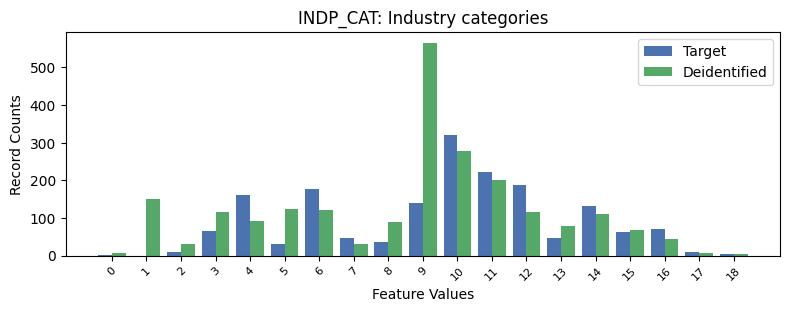 INDP_CAT: Industry categories
Target
Deidentified
Record Counts
500
400
300
200
100
0
0 1 2 3 4 5 6 7 8 9 10 11 12 13 14 15 16 17 18
Feature Values